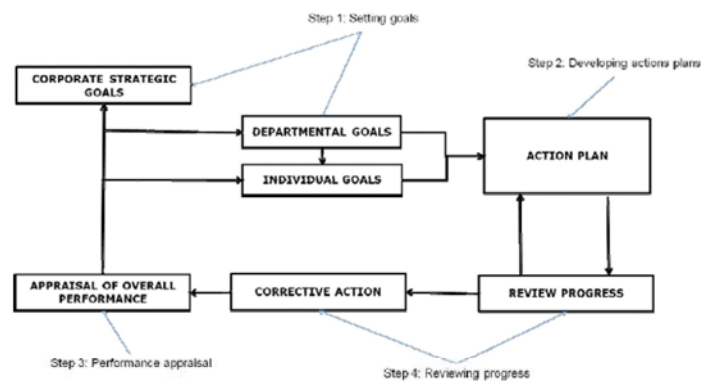 Step 1: Setting goals
Step 2: Developing actions plans
CORPORATE STRATEGIC
GOALS
DEPARTMENTAL GOALS
ACTION PLAN
INDIVIDUAL GOALS
APPRAISAL OF OVERALL
PERFORMANCE
CORRECTIVE ACTION
REVIEW PROGRESS
Step 3: Performance appraisal
Step 4: Reviewing progress